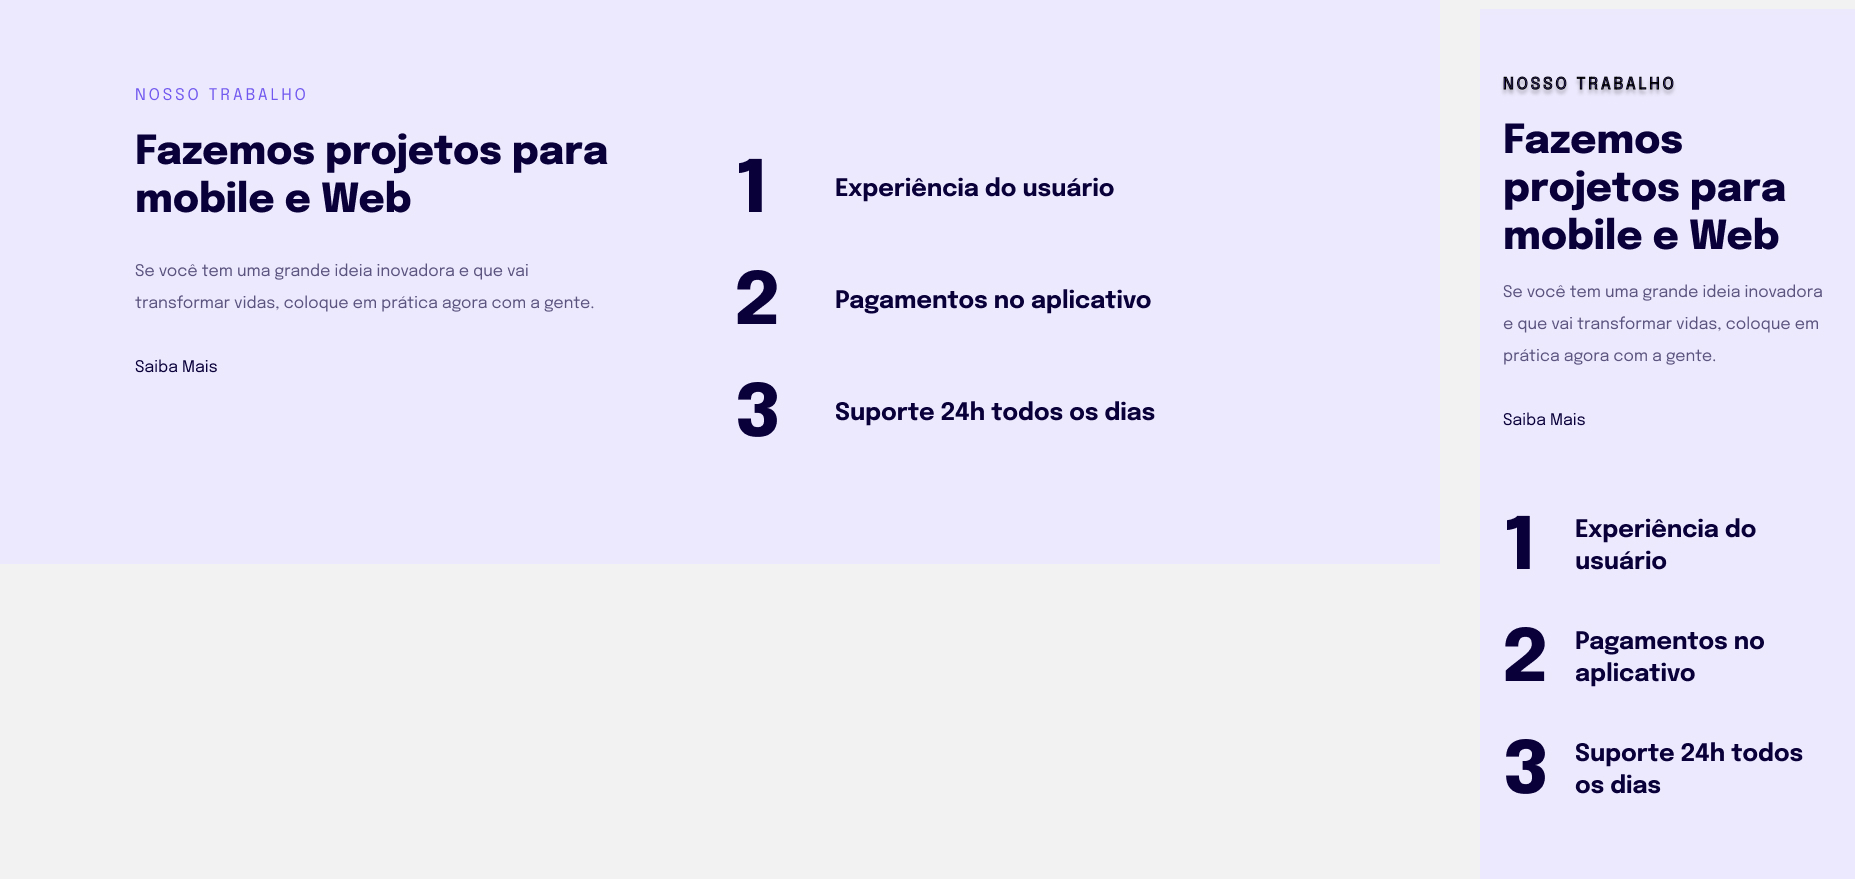 NOSSO TRABALHO
Fazemos projetos para
mobile e Web
Se você tem uma grande ideia inovadora e que vai
transformar vidas, coloque em prática agora com a gente.
Saiba Mais
1 Experiência do usuário
2 Pagamentos no aplicativo
3 Suporte 24h todos os dias
NOSSO TRABALHO
Fazemos
projetos para
mobile e Web
Se você tem uma grande ideia inovadora
e que vai transformar vidas, coloque em
prática agora com a gente.
Saiba Mais
1 Experiência do
usuário
2 Pagamentos no
aplicativo
3 Suporte 24h todos
os dias